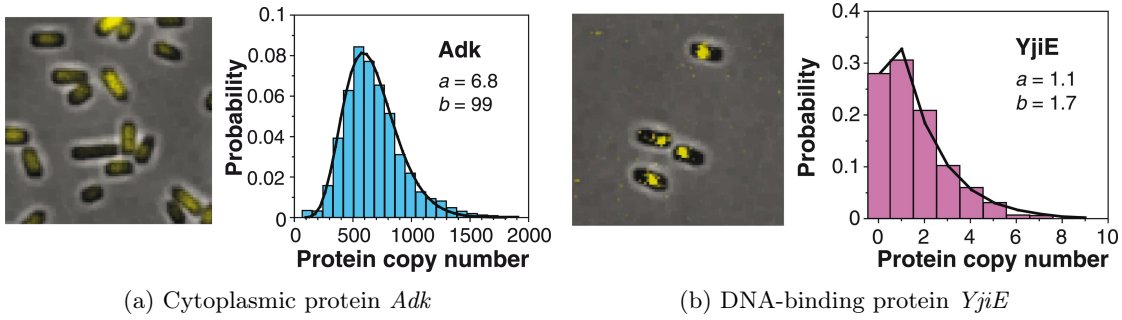 0.1
0.08
0.06
0.04
0.02
0
Probability
Adk
a = 6.8
b = 99
0 500 1000 1500 2000
Protein copy number
0.4
0.3
0.2
0.1
0
Probability
YjiE
a = 1.1
b = 1.7
0 2 4 6 8 10
Protein copy number
(a) Cytoplasmic protein Adk
(b) DNA-binding protein YjiE